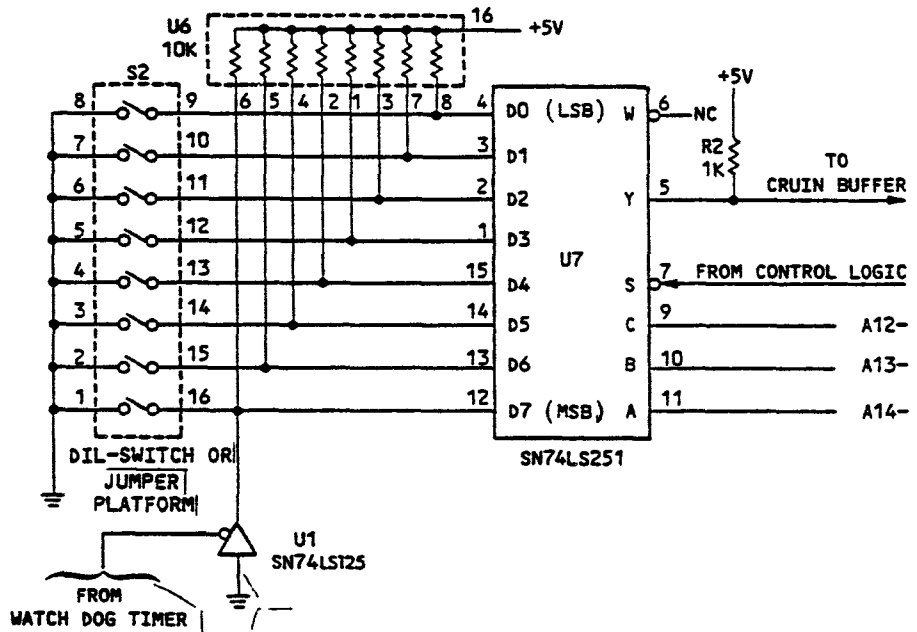 U6 16
10K +5V
S2
8 9 6 5 4 2 1 3 7 8 4 D0 (LSB) W 6 NC +5V
7 10 3 D1 R2 TO
1K CRUIN BUFFER
6 11 2 D2 Y 5
5 12 1 D3 U7
4 13 15 D4 S 7 FROM CONTROL LOGIC
3 14 14 D5 C 9 A12-
2 15 13 D6 B 10 A13-
1 16 12 D7 (MSB) A 11 A14-
DIL-SWITCH OR SN74LS251
JUMPER
PLATFORM
U1
SN74LS125
FROM
WATCH DOG TIMER